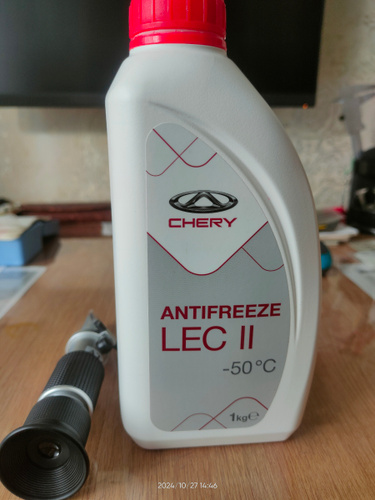 CHERY
ANTIFREEZE
LEC II
-50°C
1kg℮
2024/10/27 14:46